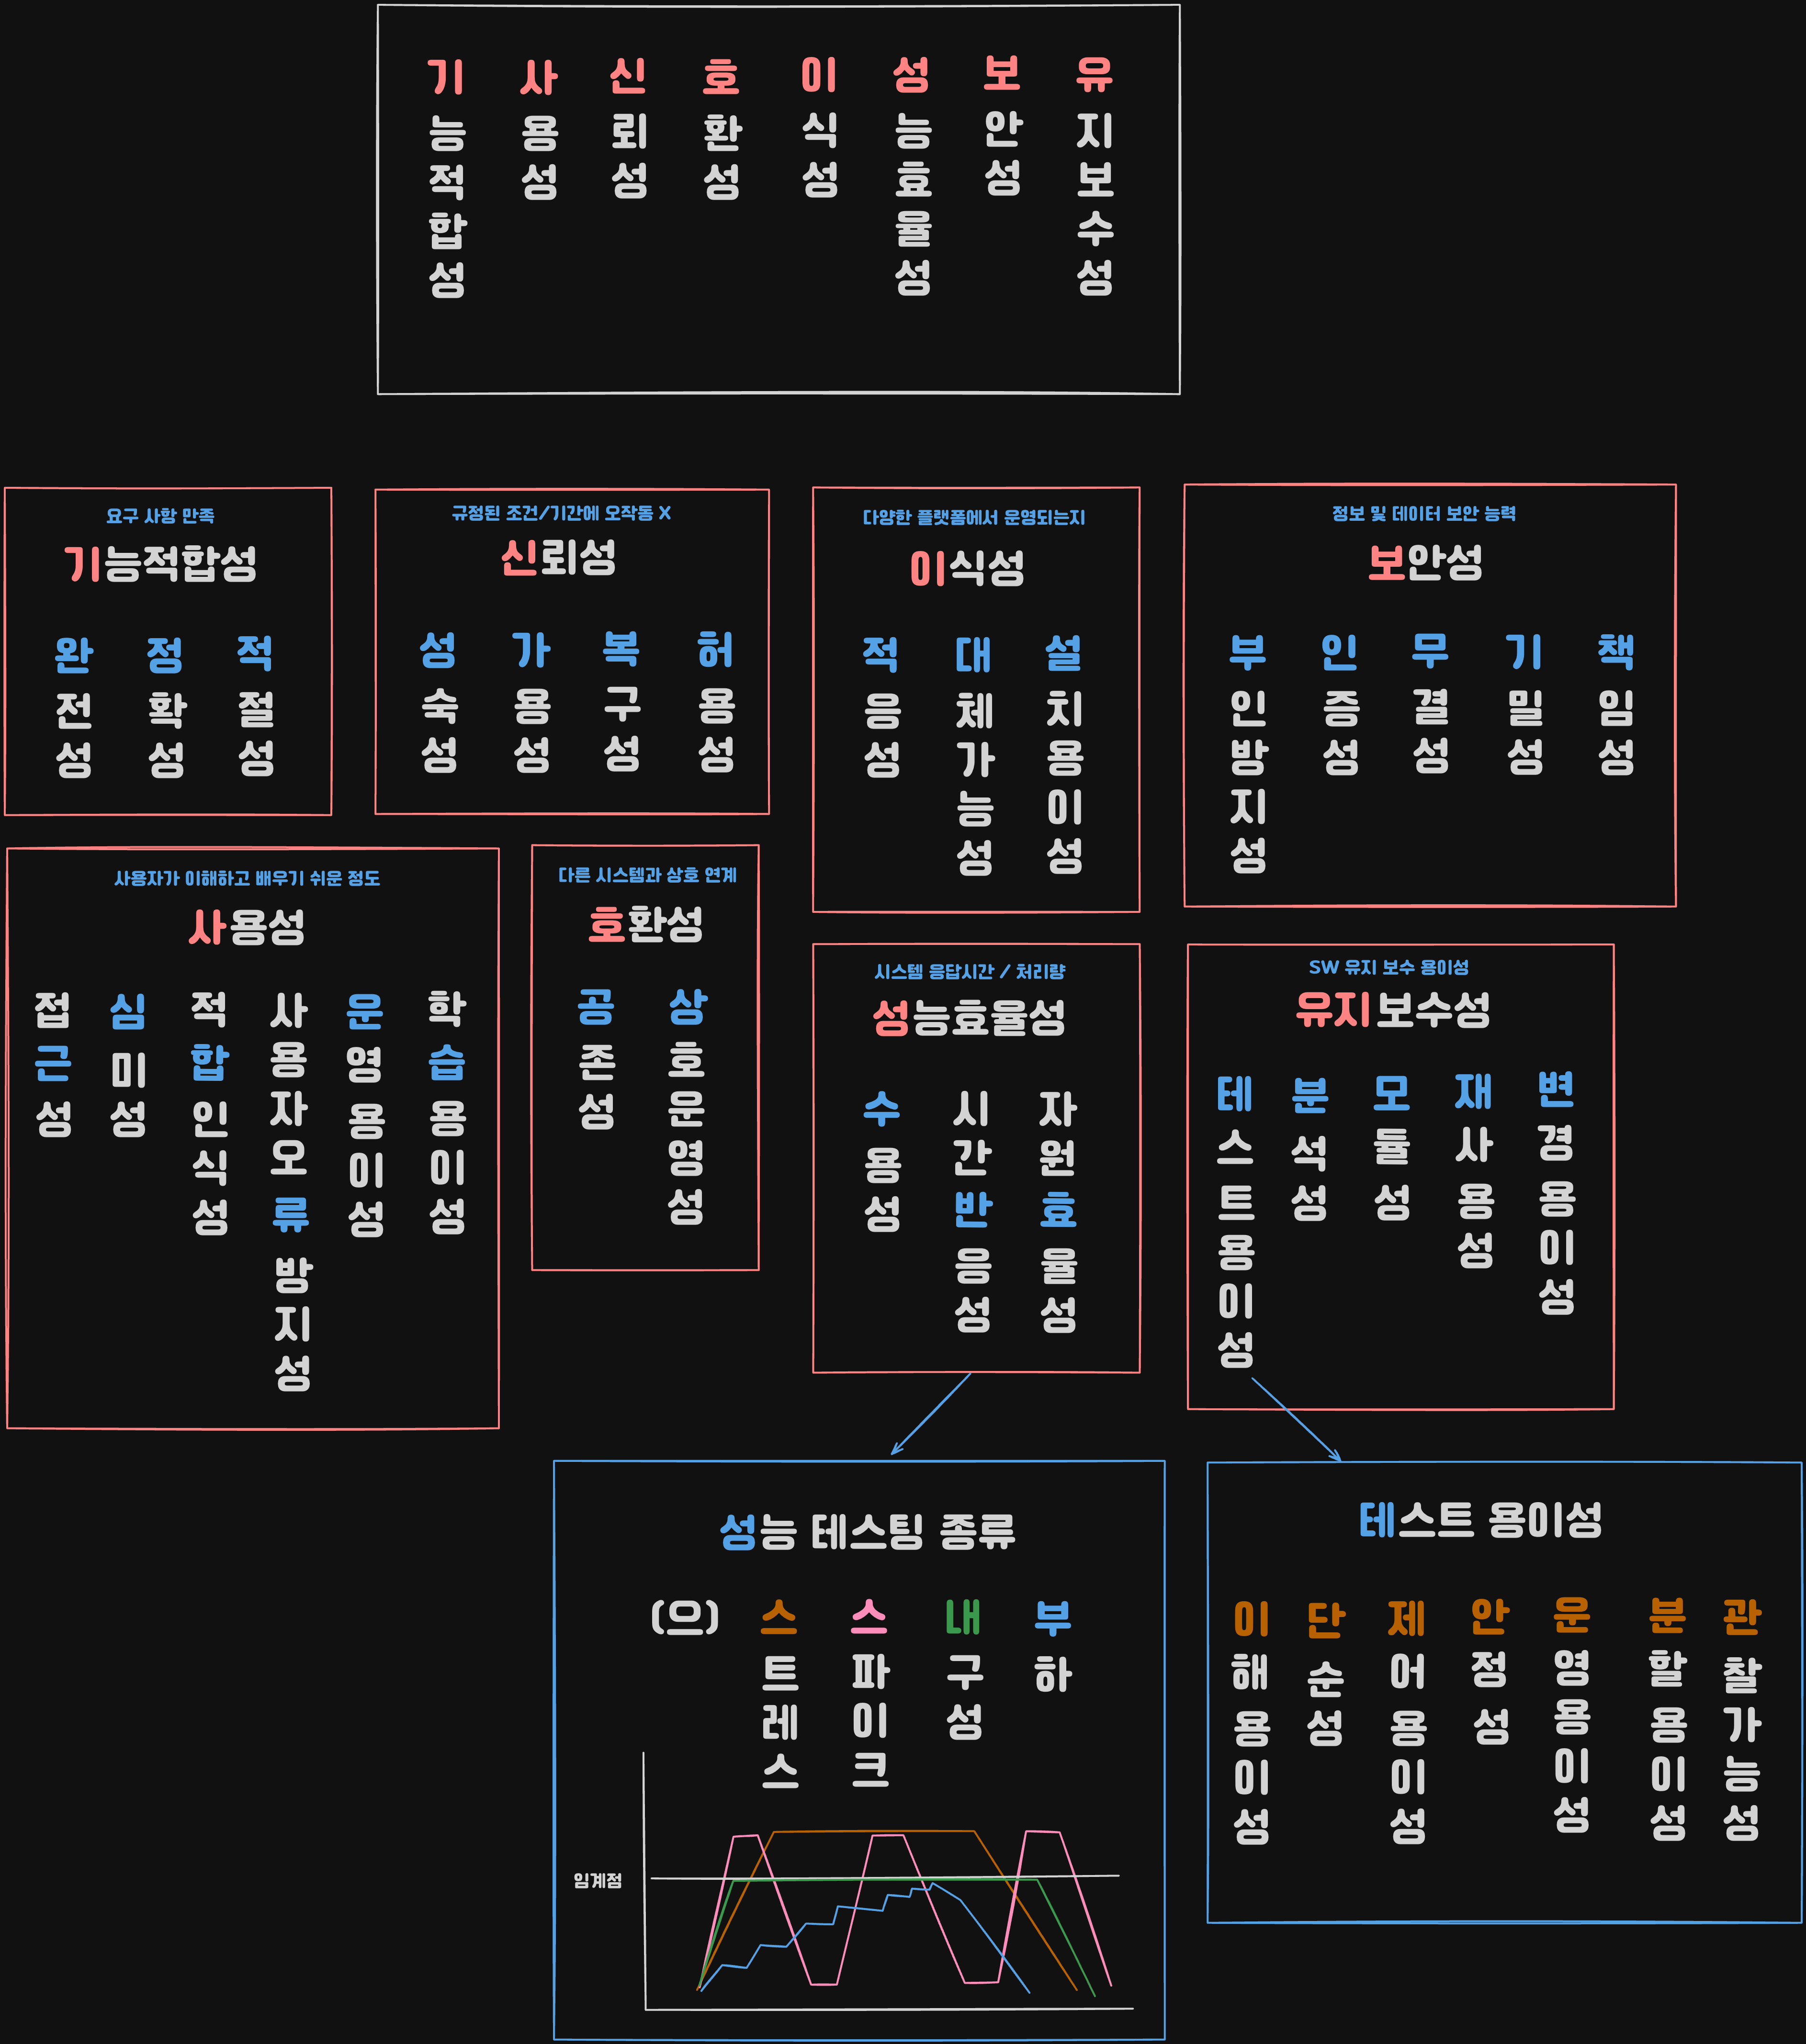 기능적합성
사용성
신뢰성
호환성
이식성
성능효율성
보안성
유지보수성
요구 사항 만족
기능적합성
완전성
정확성
적절성
규정된 조건/기간에 오작동 X
신뢰성
성숙성
가용성
복구성
허용성
다양한 플랫폼에서 운영되는지
이식성
적응성
대체가능성
설치용이성
정보 및 데이터 보안 능력
보안성
부인방지성
인증성
무결성
기밀성
책임성
사용자가 이해하고 배우기 쉬운 정도
사용성
접근성
심미성
적합인식성
사용자오류방지성
운영용이성
학습용이성
다른 시스템과 상호 연계
호환성
공존성
상호운영성
시스템 응답시간 / 처리량
성능효율성
수용성
시간반응성
자원효율성
SW 유지 보수 용이성
유지보수성
테스트용이성
분석성
모듈성
재사용성
변경용이성
성능 테스팅 종류
(으)
스트레스
스파이크
내구성
부하
임계점
테스트 용이성
이해용이성
단순성
제어용이성
안정성
운영용이성
분할용이성
관찰가능성